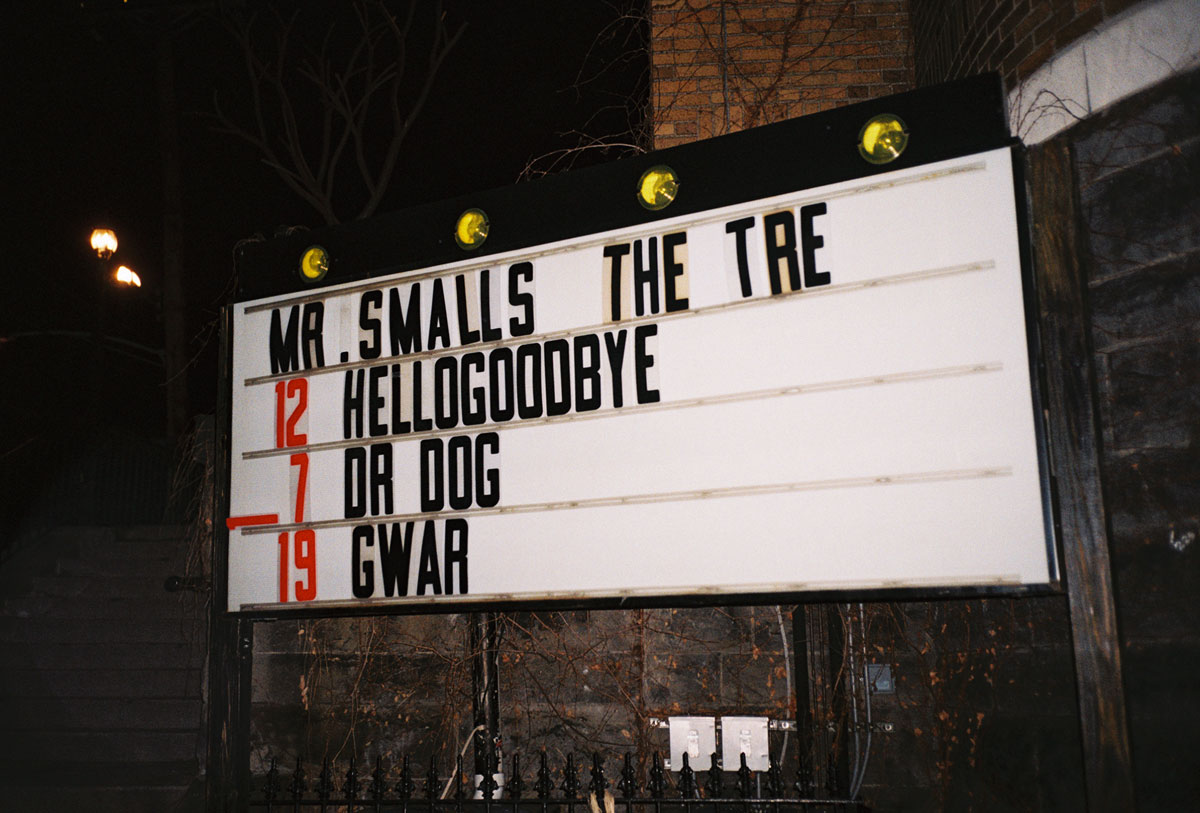 MR. SMALLS THE TRE
12 HELLOGOODBYE
7 DR DOG
19 GWAR